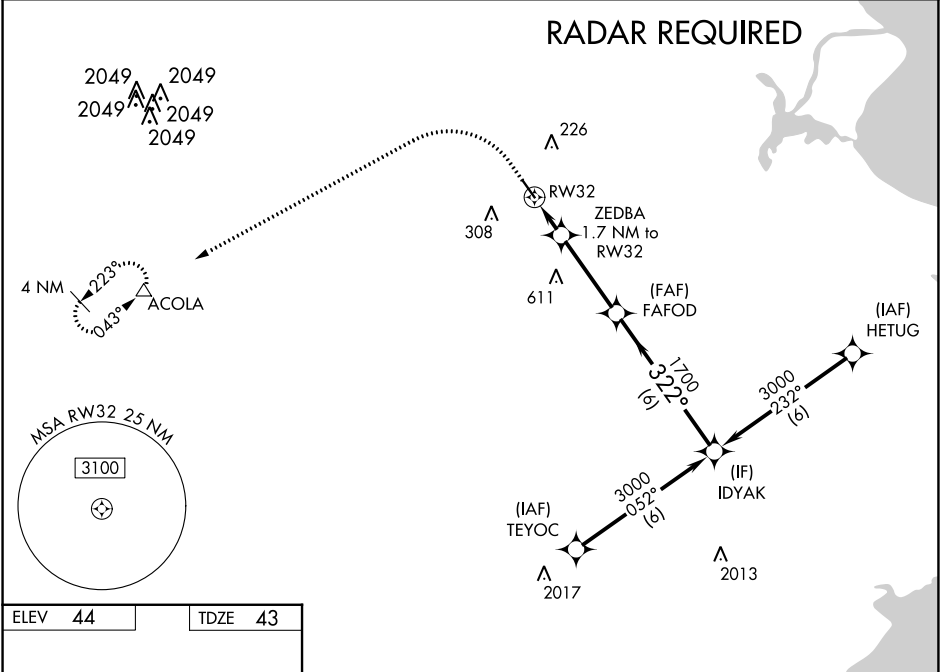 RADAR REQUIRED
2049
2049
2049
2049
2049
226
RW32
308
ZEDBA
1.7 NM to
RW32
4 NM
223°
043°
ACOLA
611
(FAF)
FAFOD
(IAF)
HETUG
1700
322°
(6)
3000
232°
(6)
MSA RW32 25 NM
3100
(IF)
IDYAK
3000
052°
(6)
(IAF)
TEYOC
2017
2013
ELEV 44
TDZE 43